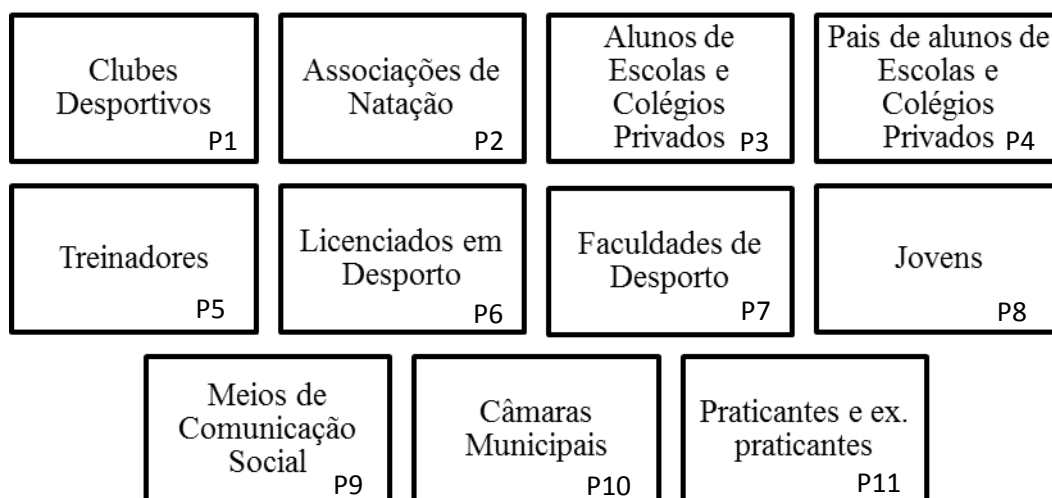 Clubes
Desportivos
P1
Associações de
Natação
P2
Alunos de
Escolas e
Colégios
Privados P3
Pais de alunos de
Escolas e
Colégios
Privados P4
Treinadores
P5
Licenciados em
Desporto
P6
Faculdades de
Desporto
P7
Jovens
P8
Meios de
Comunicação
Social
P9
Câmaras
Municipais
P10
Praticantes e ex.
praticantes
P11